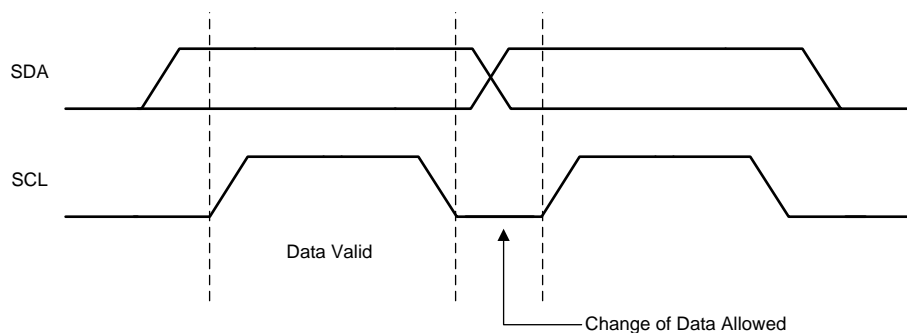 SDA
SCL
Data Valid
Change of Data Allowed